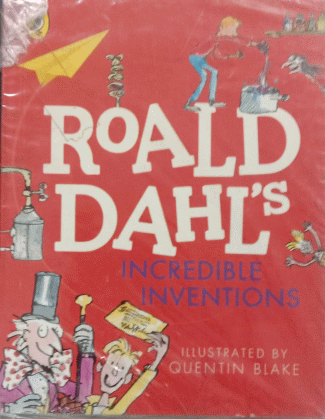 ROALD
DAHL'S
INCREDIBLE
INVENTIONS
ILLUSTRATED BY
QUENTIN BLAKE